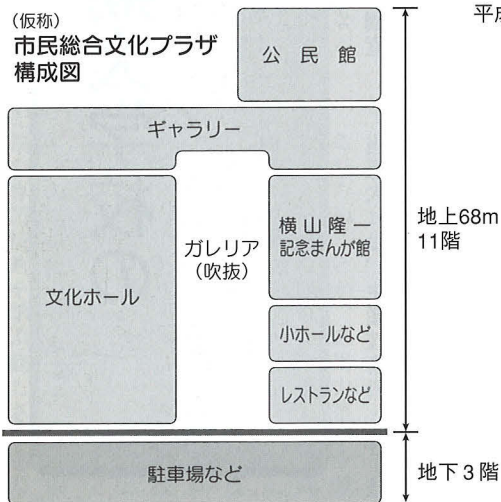 (仮称)
市民総合文化プラザ
構成図
平成
公民館
ギャラリー
ガレリア
(吹抜)
横山隆一
記念まんが館
文化ホール
小ホールなど
レストランなど
駐車場など
地上68m
11階
地下3階